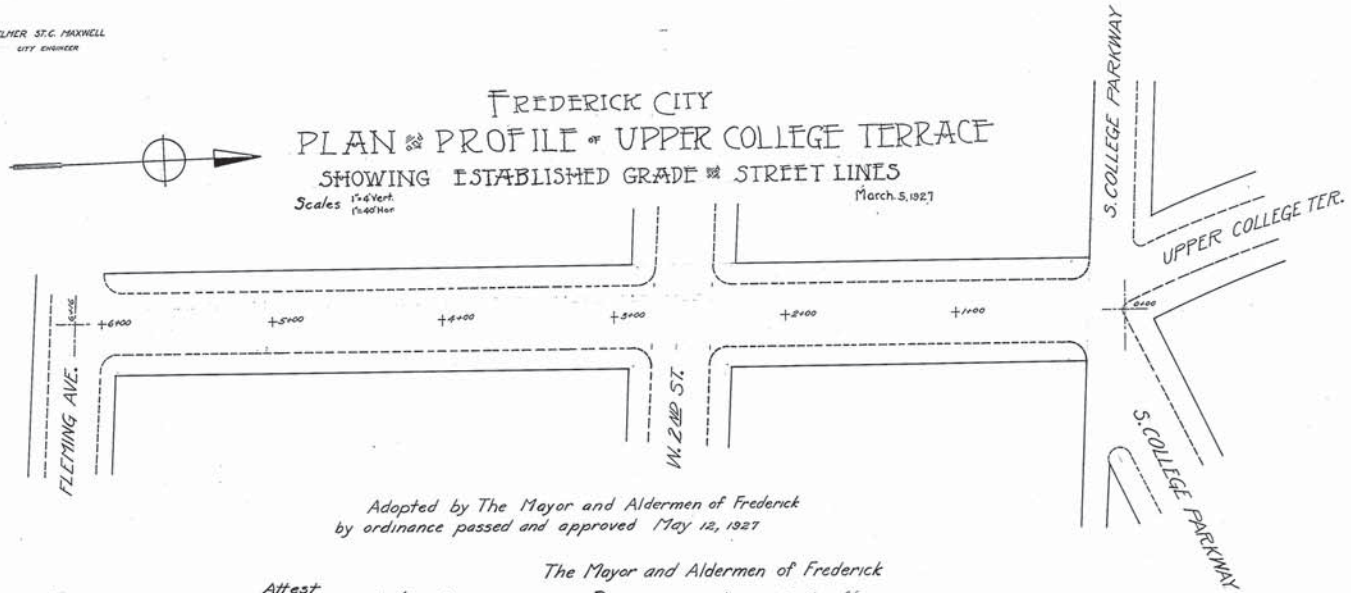 ELMER ST.C. MAXWELL
CITY ENGINEER
FREDERICK CITY
PLAN & PROFILE OF UPPER COLLEGE TERRACE
SHOWING ESTABLISHED GRADE & STREET LINES
Scales 1"=4' Vert.
1"=40' Hor.
March. 5, 1927
S. COLLEGE PARKWAY
UPPER COLLEGE TER.
FLEMING AVE.
6+16
6+00
5+00
4+00
3+00
2+00
1+00
0+00
W. 2ND ST.
S. COLLEGE PARKWAY
Adopted by The Mayor and Aldermen of Frederick
by ordinance passed and approved May 12, 1927
The Mayor and Aldermen of Frederick
Attest